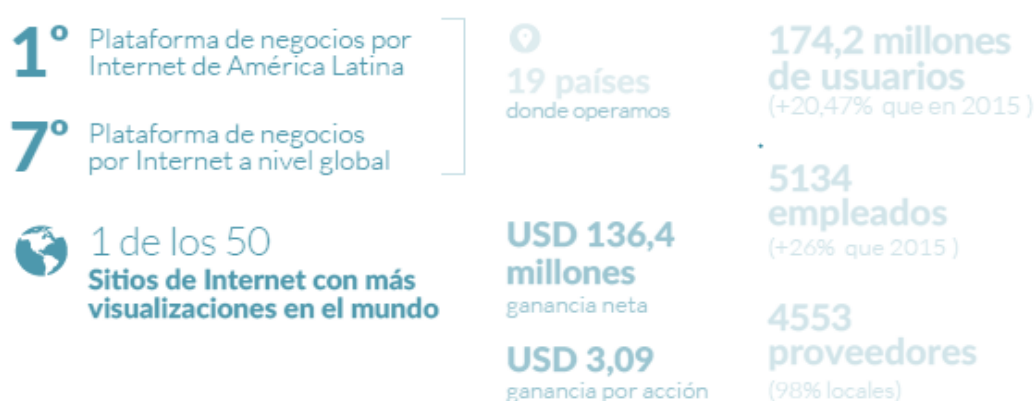 1º
Plataforma de negocios por
Internet de América Latina
7º
Plataforma de negocios
por Internet a nivel global
1 de los 50
Sitios de Internet con más
visualizaciones en el mundo
19 países
donde operamos
USD 136,4
millones
ganancia neta
USD 3,09
ganancia por acción
174,2 millones
de usuarios
(+20,47% que en 2015 )
5134
empleados
(+26% que 2015 )
4553
proveedores
(98% locales)